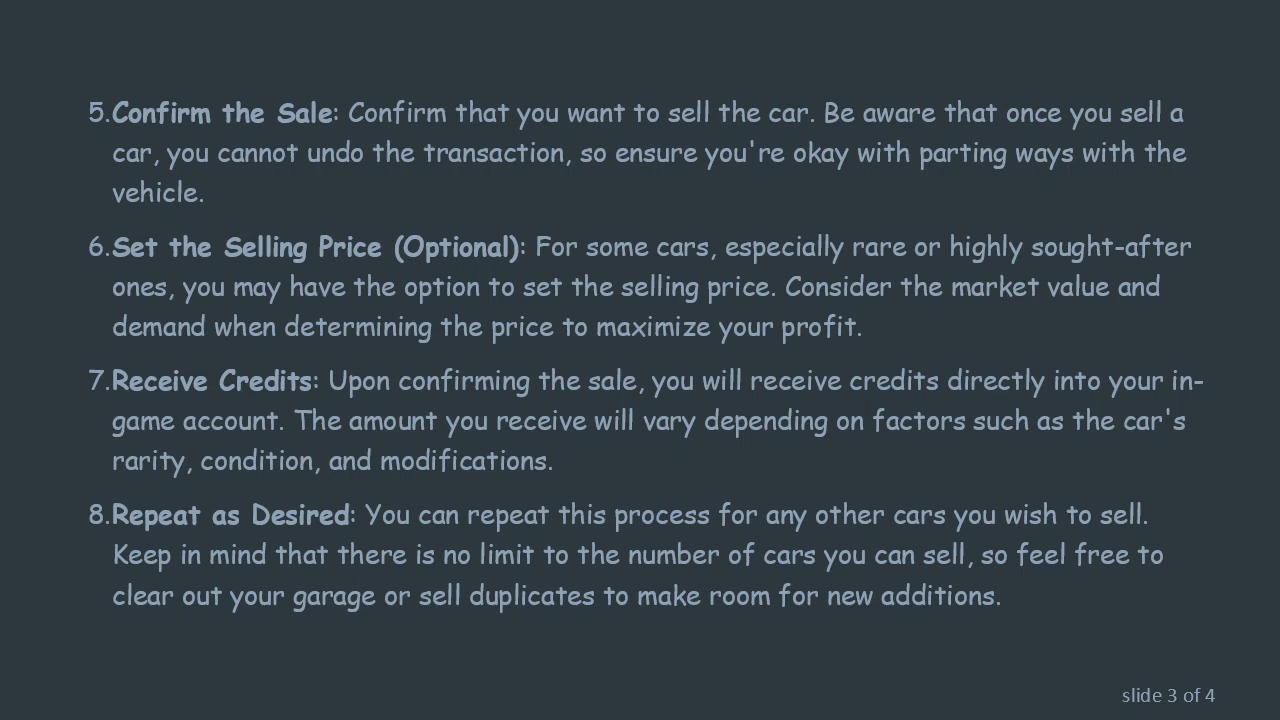 5.Confirm the Sale: Confirm that you want to sell the car. Be aware that once you sell a
car, you cannot undo the transaction, so ensure you're okay with parting ways with the
vehicle.
6.Set the Selling Price (Optional): For some cars, especially rare or highly sought-after
ones, you may have the option to set the selling price. Consider the market value and
demand when determining the price to maximize your profit.
7.Receive Credits: Upon confirming the sale, you will receive credits directly into your in-
game account. The amount you receive will vary depending on factors such as the car's
rarity, condition, and modifications.
8.Repeat as Desired: You can repeat this process for any other cars you wish to sell.
Keep in mind that there is no limit to the number of cars you can sell, so feel free to
clear out your garage or sell duplicates to make room for new additions.
slide 3 of 4